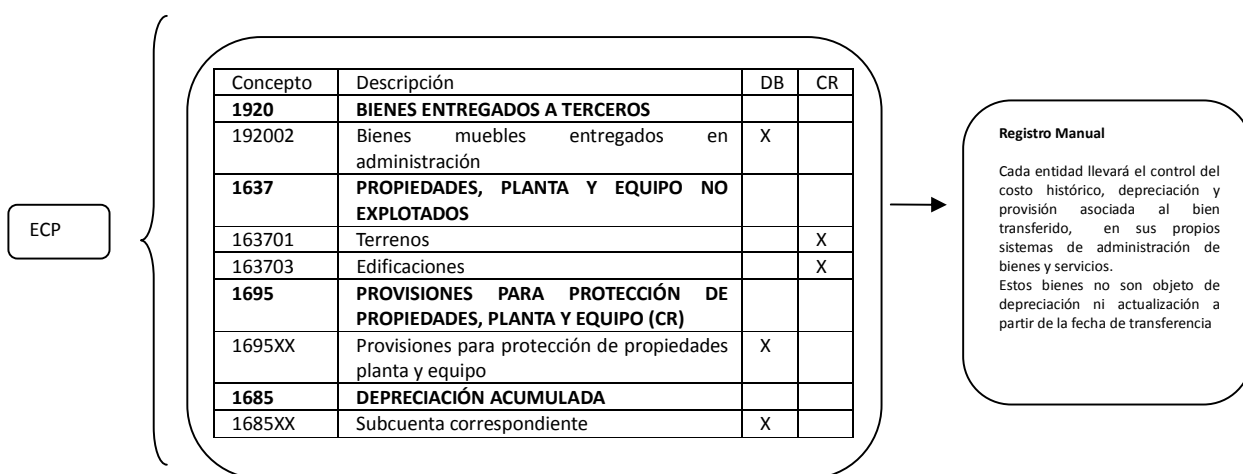 ECP
Concepto Descripción DB CR
1920 BIENES ENTREGADOS A TERCEROS
192002 Bienes muebles entregados en X
administración
1637 PROPIEDADES, PLANTA Y EQUIPO NO
EXPLOTADOS
163701 Terrenos X
163703 Edificaciones X
1695 PROVISIONES PARA PROTECCIÓN DE
PROPIEDADES, PLANTA Y EQUIPO (CR)
1695XX Provisiones para protección de propiedades X
planta y equipo
1685 DEPRECIACIÓN ACUMULADA
1685XX Subcuenta correspondiente X
Registro Manual
Cada entidad llevará el control del
costo histórico, depreciación y
provisión asociada al bien
transferido, en sus propios
sistemas de administración de
bienes y servicios.
Estos bienes no son objeto de
depreciación ni actualización a
partir de la fecha de transferencia